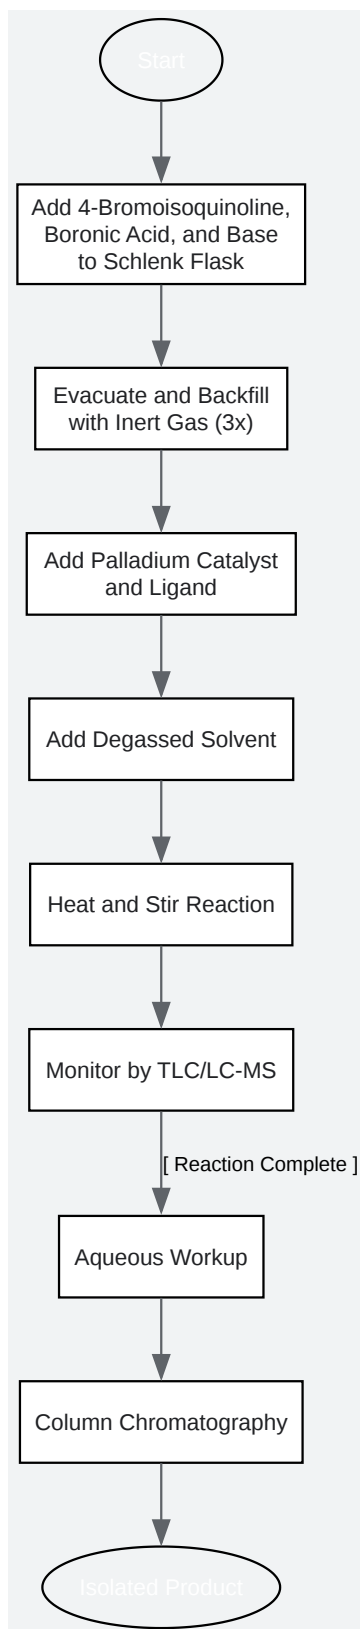 Start
Add 4-Bromoisoquinoline,
Boronic Acid, and Base
to Schlenk Flask
Evacuate and Backfill
with Inert Gas (3x)
Add Palladium Catalyst
and Ligand
Add Degassed Solvent
Heat and Stir Reaction
Monitor by TLC/LC-MS
[ Reaction Complete ]
Aqueous Workup
Column Chromatography
Isolated Product